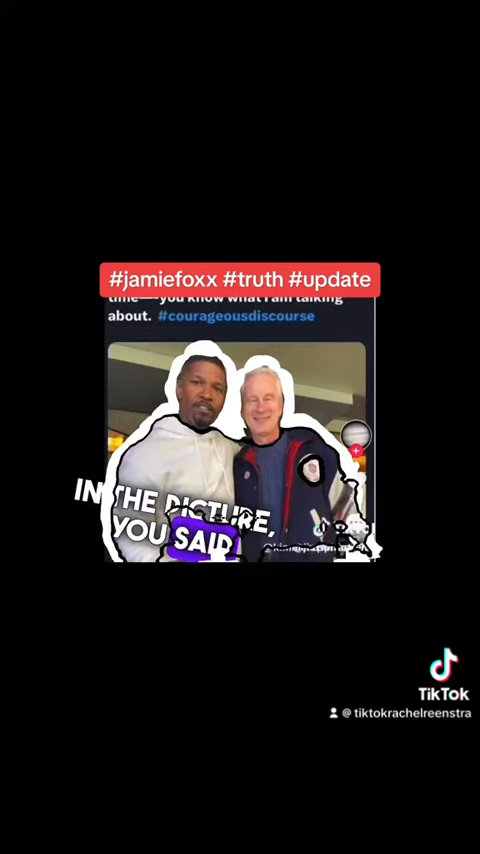 #jamiefoxx #truth #update
time—-you know what I am talking
about. #courageousdiscourse
IN THE PICTURE,
YOU SAID
TikTok
@tiktokrachelreenstra